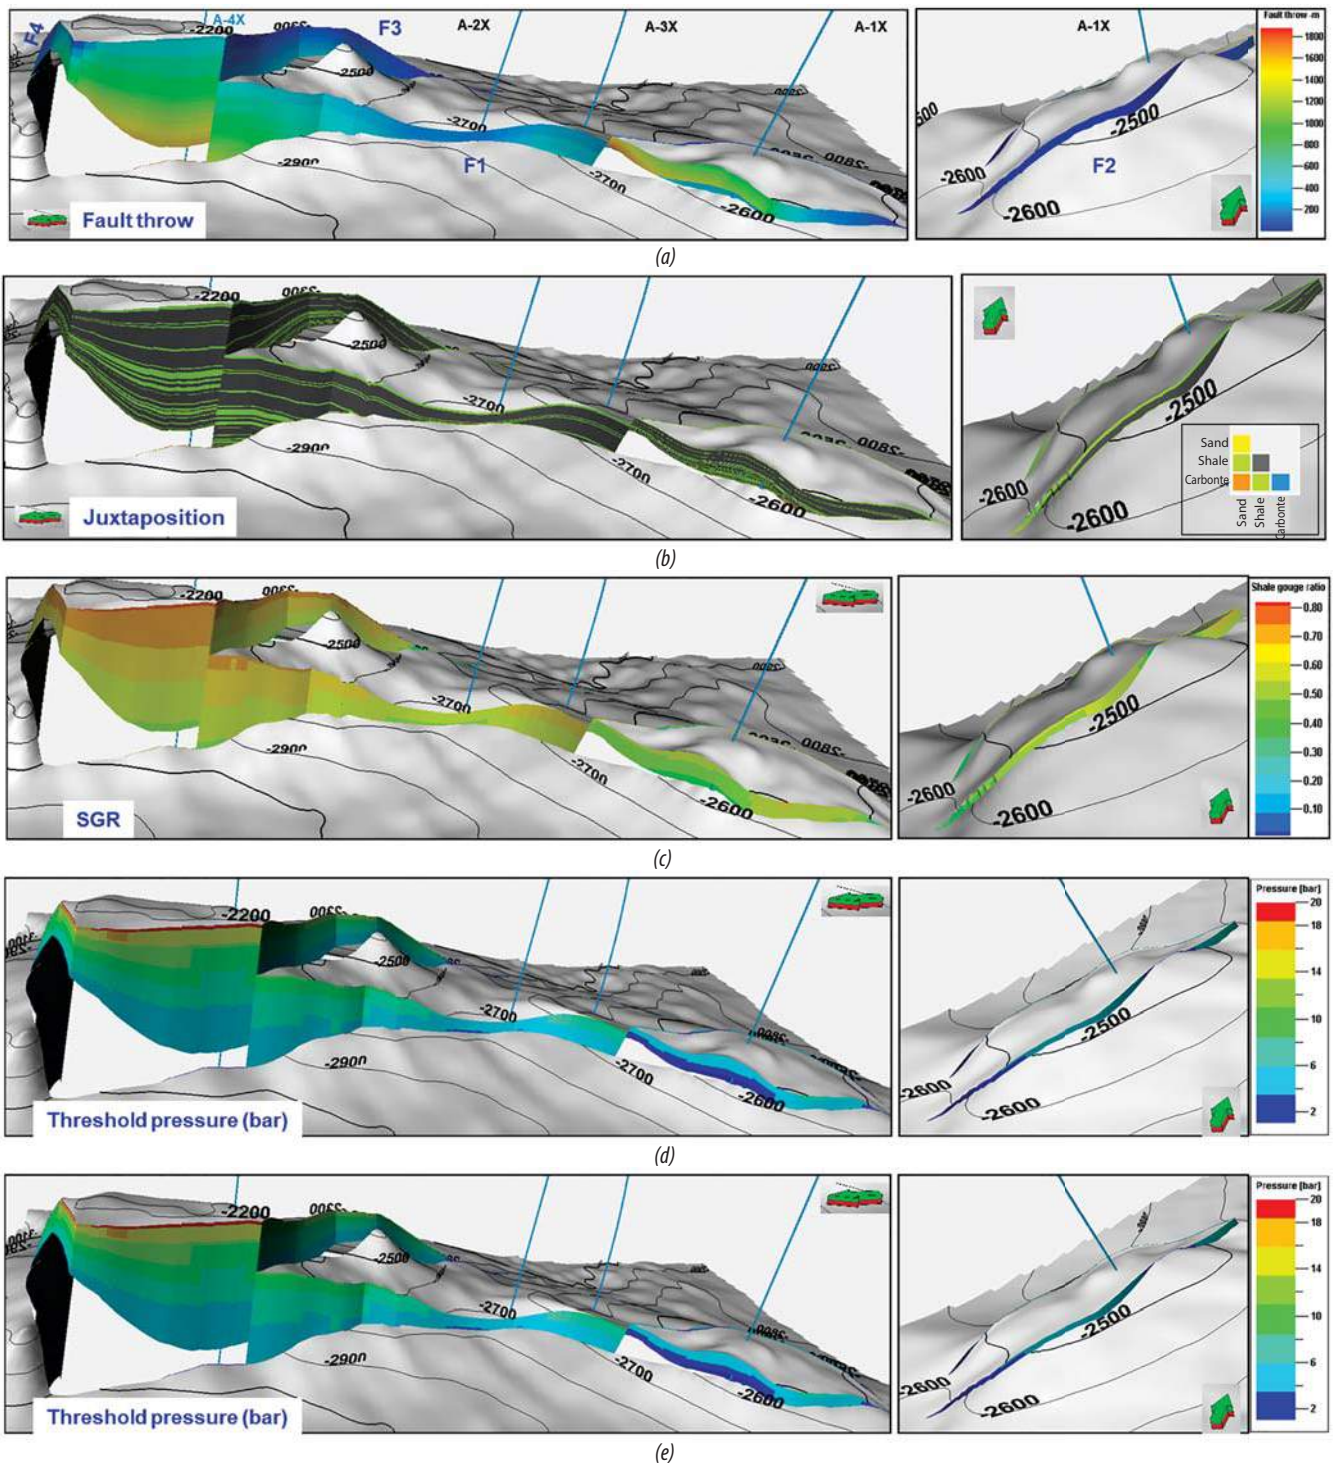 F4
A-4X
-2200
F3
A-2X
A-3X
A-1X
-2500
-2700
-2900
F1
-2700
-2600
Fault throw
A-1X
-2500
-2600
F2
-2600
Fault throw -m
1800
1600
1400
1200
1000
800
600
400
200
(a)
-2200
-2500
-2700
-2900
-2700
-2600
Juxtaposition
-2500
-2600
-2600
Sand
Shale
Carbonte
Sand
Shale
Carbonte
(b)
-2200
-2500
-2700
-2900
-2700
-2600
SGR
-2500
-2600
-2600
Shale gouge ratio
0.80
0.70
0.60
0.50
0.40
0.30
0.20
0.10
(c)
-2200
-2500
-2700
-2900
-2700
-2600
Threshold pressure (bar)
-2500
-2600
-2600
Pressure [bar]
20
18
14
10
6
2
(d)
-2200
-2500
-2700
-2900
-2700
-2600
Threshold pressure (bar)
-2500
-2600
-2600
Pressure [bar]
20
18
14
10
6
2
(e)